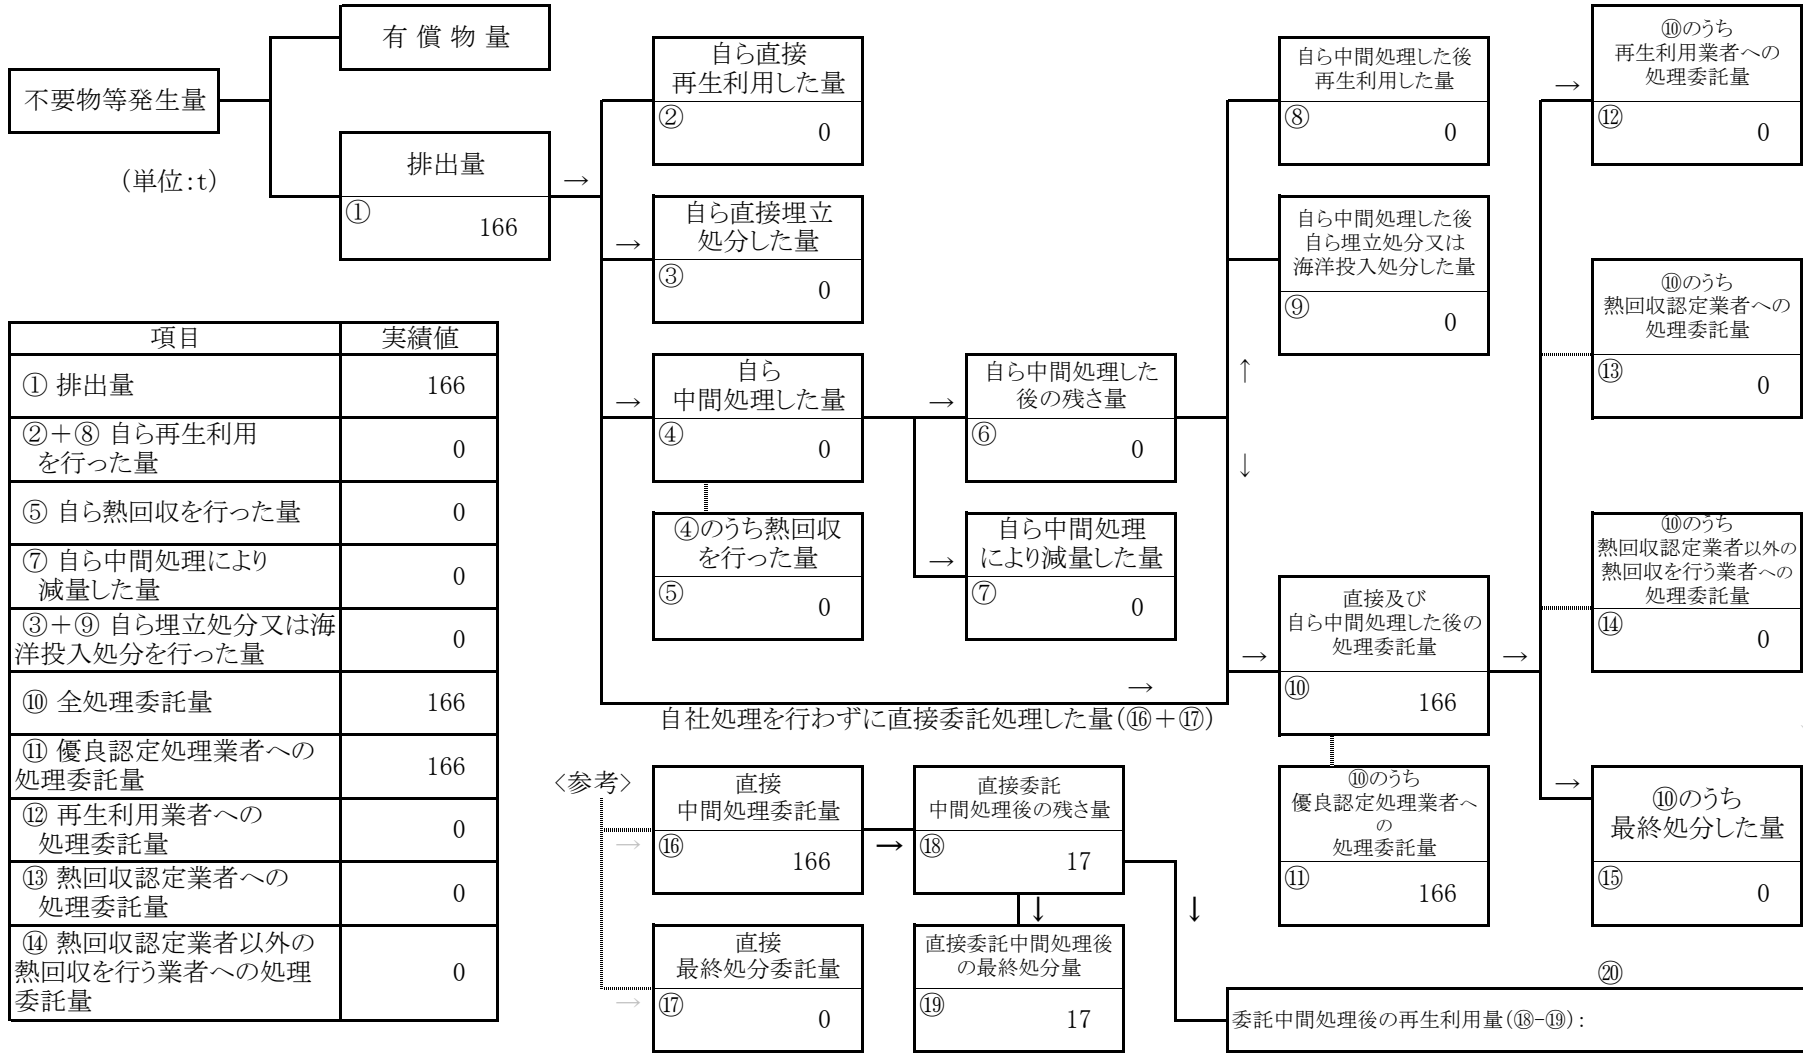 有 償 物 量
不要物等発生量
(単位:t)
排出量
①
166
→
自ら直接
再生利用した量
②
0
→
自ら直接埋立
処分した量
③
0
→
自ら
中間処理した量
④
0
④のうち熱回収
を行った量
⑤
0
→
自ら中間処理した
後の残さ量
⑥
0
→
自ら中間処理
により減量した量
⑦
0
↑
↓
自ら中間処理した後
再生利用した量
⑧
0
自ら中間処理した後
自ら埋立処分又は
海洋投入処分した量
⑨
0
→
自社処理を行わずに直接委託処理した量(⑯+⑰)
→
直接及び
自ら中間処理した後の
処理委託量
⑩
166
⑩のうち
優良認定処理業者へ
の
処理委託量
⑪
166
→
→
⑩のうち
再生利用業者への
処理委託量
⑫
0
⑩のうち
熱回収認定業者への
処理委託量
⑬
0
⑩のうち
熱回収認定業者以外の
熱回収を行う業者への
処理委託量
⑭
0
→
⑩のうち
最終処分した量
⑮
0
項目 実績値
① 排出量 166
②+⑧ 自ら再生利用
を行った量 0
⑤ 自ら熱回収を行った量 0
⑦ 自ら中間処理により
減量した量 0
③+⑨ 自ら埋立処分又は海
洋投入処分を行った量 0
⑩ 全処理委託量 166
⑪ 優良認定処理業者への
処理委託量 166
⑫ 再生利用業者への
処理委託量 0
⑬ 熱回収認定業者への
処理委託量 0
⑭ 熱回収認定業者以外の
熱回収を行う業者への処理
委託量 0
<参考>
→
直接
中間処理委託量
⑯
166
→
直接委託
中間処理後の残さ量
⑱
17
→
直接
最終処分委託量
⑰
0
↓
直接委託中間処理後
の最終処分量
⑲
17
↓
⑳
委託中間処理後の再生利用量(⑱-⑲):